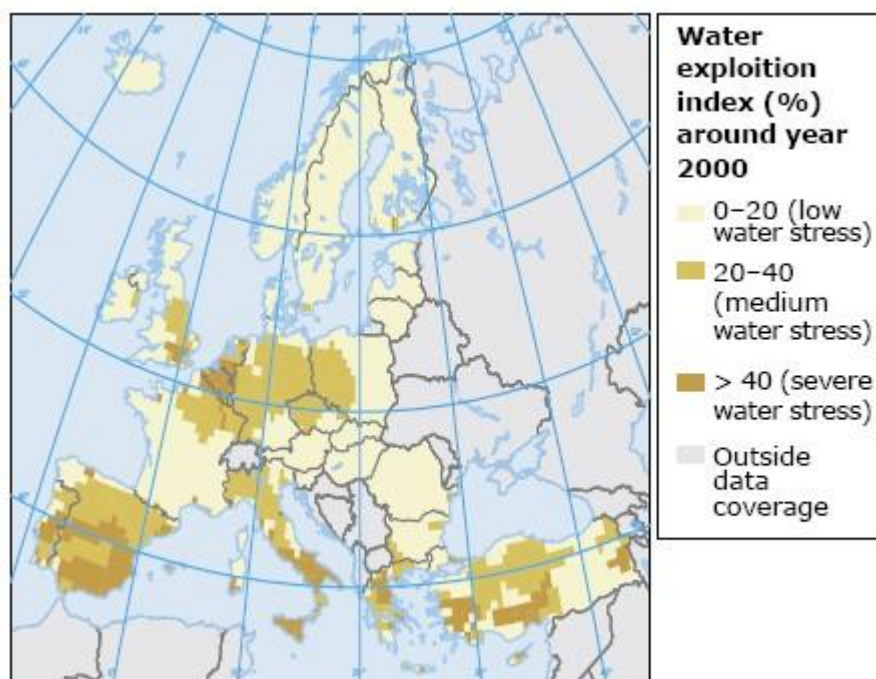 Water
exploition
index (%)
around year
2000
0–20 (low
water stress)
20–40
(medium
water stress)
> 40 (severe
water stress)
Outside
data
coverage